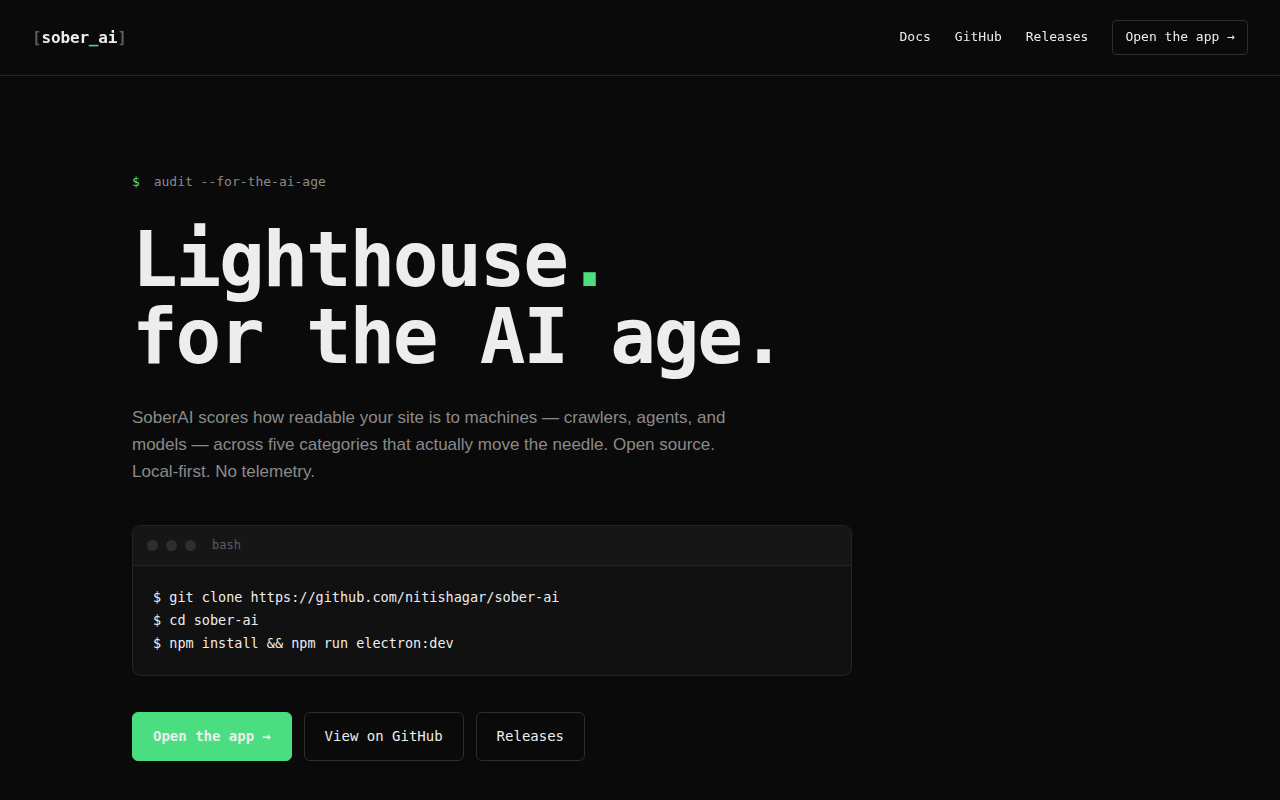 [sober_ai]
Docs GitHub Releases Open the app →
$ audit --for-the-ai-age
Lighthouse.
for the AI age.
SoberAI scores how readable your site is to machines — crawlers, agents, and
models — across five categories that actually move the needle. Open source.
Local-first. No telemetry.
bash
$ git clone https://github.com/nitishagar/sober-ai
$ cd sober-ai
$ npm install && npm run electron:dev
Open the app → View on GitHub Releases